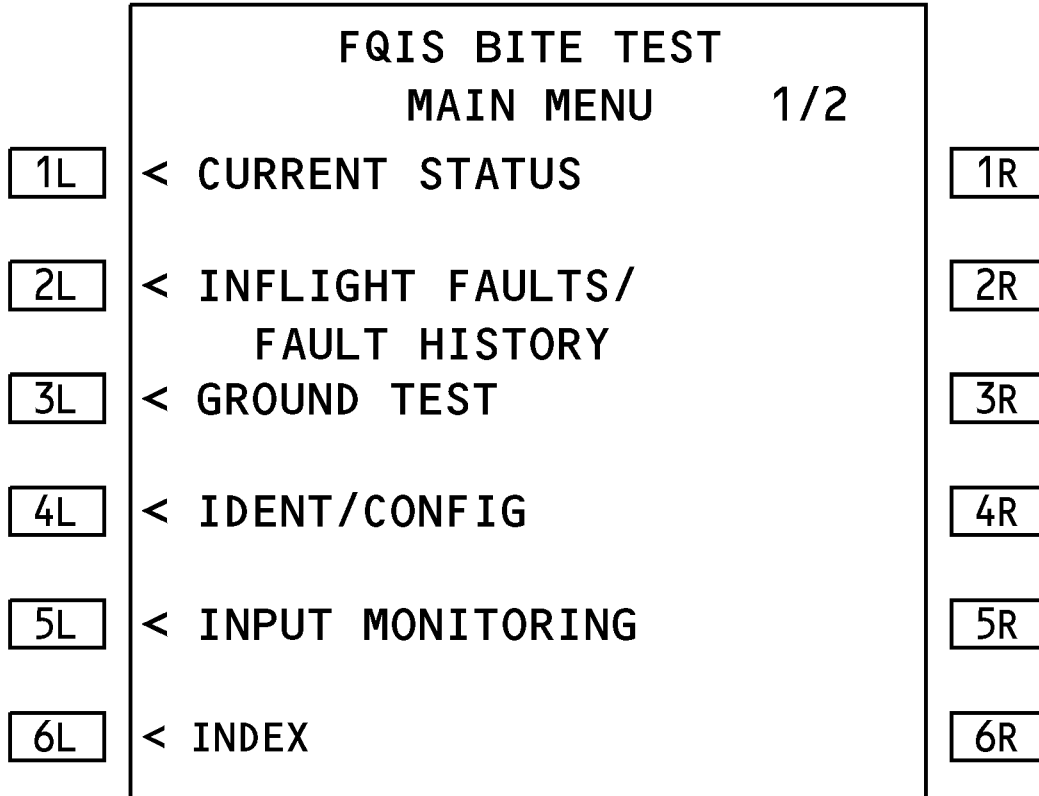 FQIS BITE TEST
MAIN MENU 1/2
1L < CURRENT STATUS 1R
2L < INFLIGHT FAULTS/ 2R
FAULT HISTORY
3L < GROUND TEST 3R
4L < IDENT/CONFIG 4R
5L < INPUT MONITORING 5R
6L < INDEX 6R